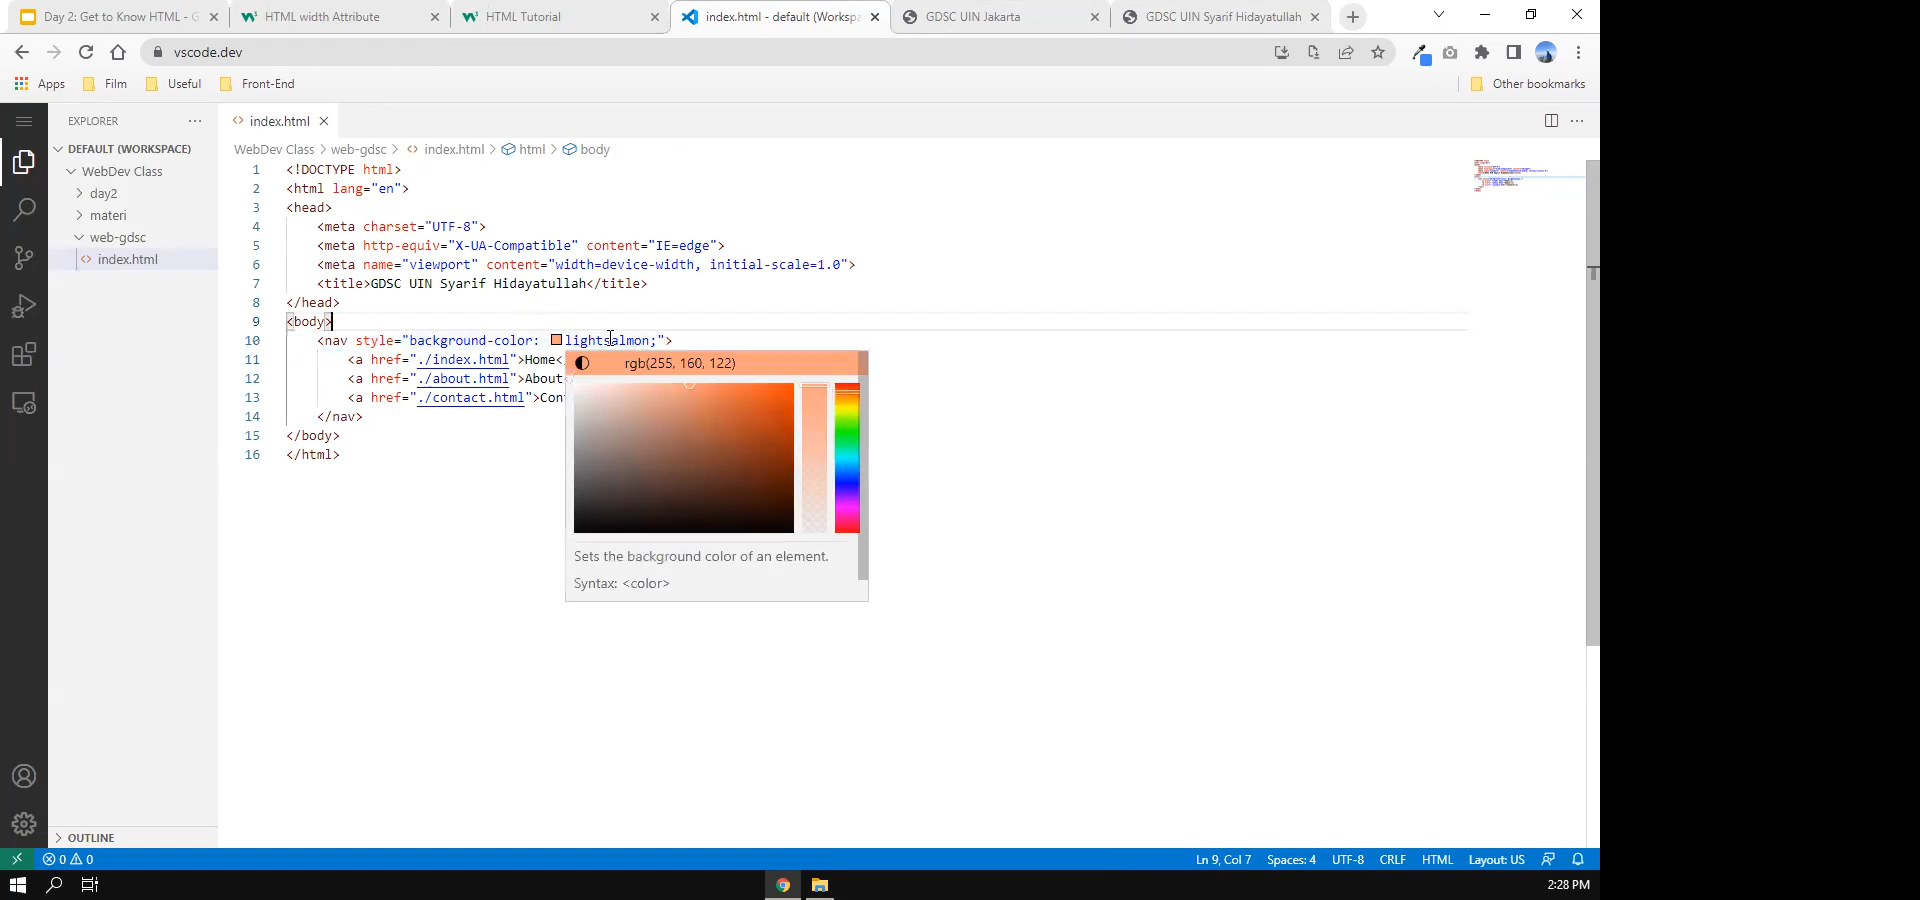 Day 2: Get to Know HTML - G
HTML width Attribute
HTML Tutorial
index.html - default (Workspa
GDSC UIN Jakarta
GDSC UIN Syarif Hidayatullah
vscode.dev
Apps
Film
Useful
Front-End
Other bookmarks
EXPLORER
index.html
DEFAULT (WORKSPACE)
WebDev Class
day2
materi
web-gdsc
index.html
WebDev Class > web-gdsc > <> index.html > html > body
1 <!DOCTYPE html>
2 <html lang="en">
3 <head>
4 <meta charset="UTF-8">
5 <meta http-equiv="X-UA-Compatible" content="IE=edge">
6 <meta name="viewport" content="width=device-width, initial-scale=1.0">
7 <title>GDSC UIN Syarif Hidayatullah</title>
8 </head>
9 <body>
10 <nav style="background-color: lightsalmon;">
11 <a href="./index.html">Home<
12 <a href="./about.html">About<
13 <a href="./contact.html">Con
14 </nav>
15 </body>
16 </html>
rgb(255, 160, 122)
Sets the background color of an element.
Syntax: <color>
OUTLINE
0 0
Ln 9, Col 7
Spaces: 4
UTF-8
CRLF
HTML
Layout: US
2:28 PM